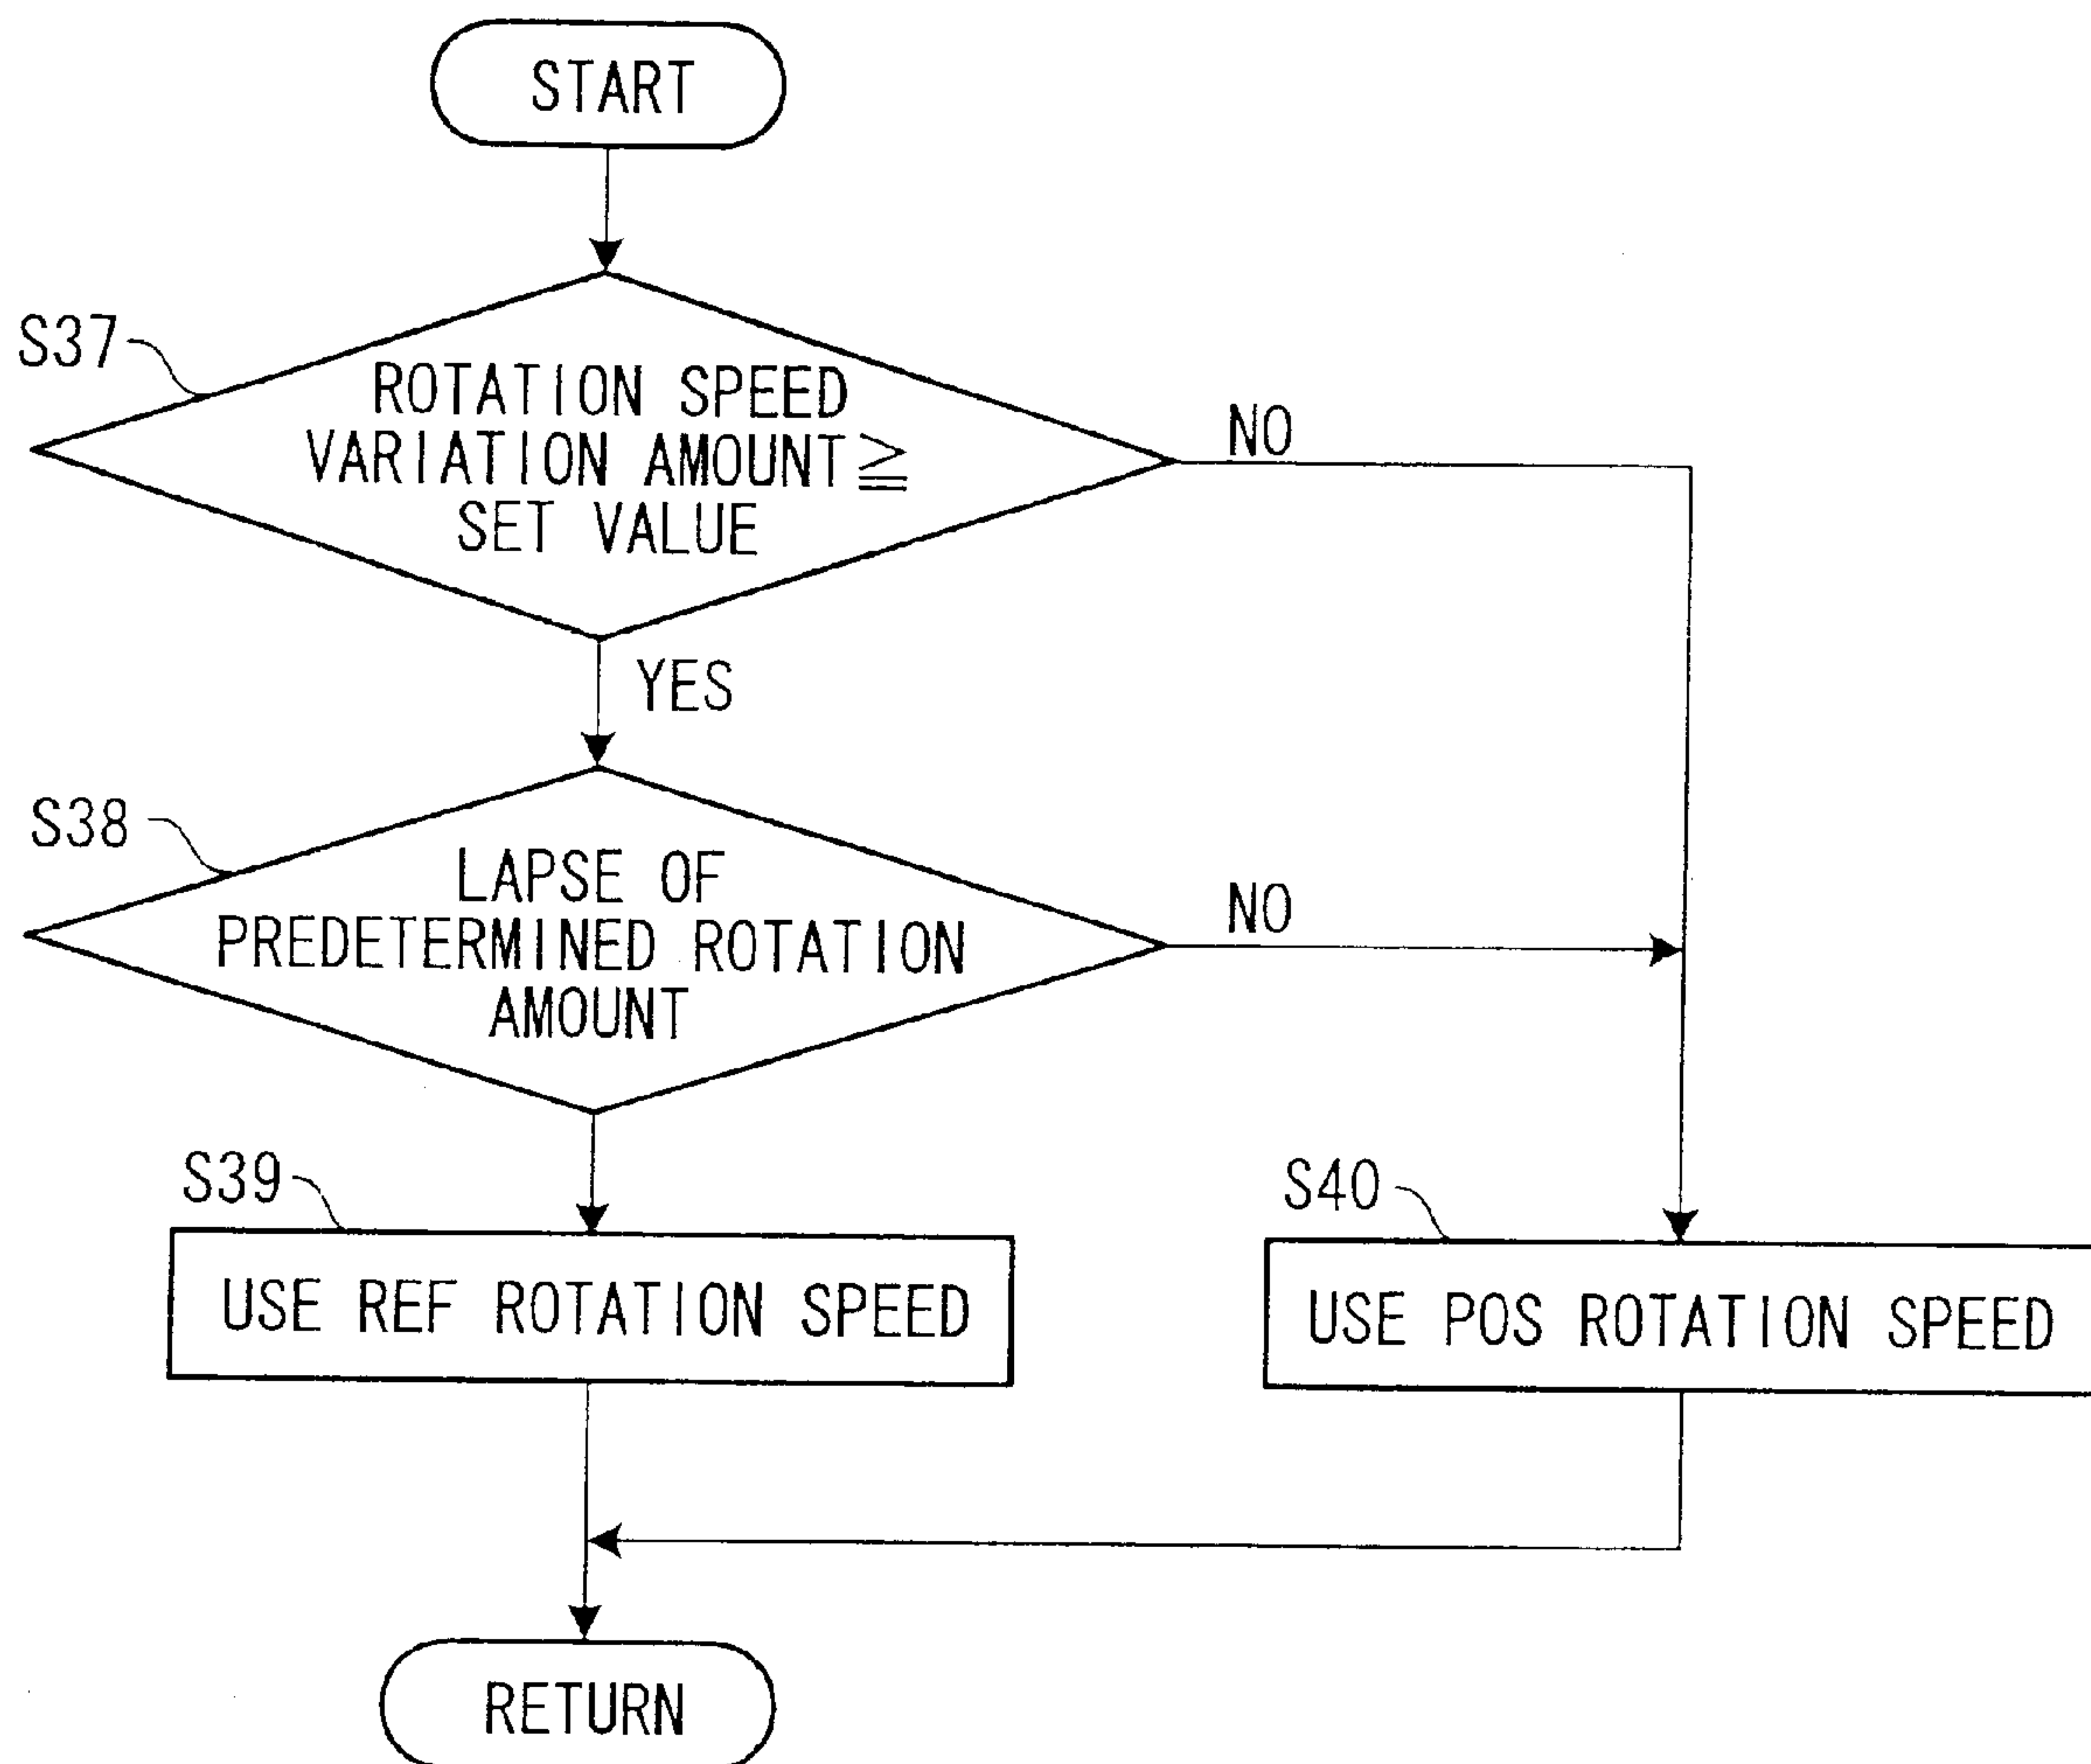 START
S37
ROTATION SPEED
VARIATION AMOUNT≧
SET VALUE
NO
YES
S38
LAPSE OF
PREDETERMINED ROTATION
AMOUNT
NO
S39
USE REF ROTATION SPEED
S40
USE POS ROTATION SPEED
RETURN